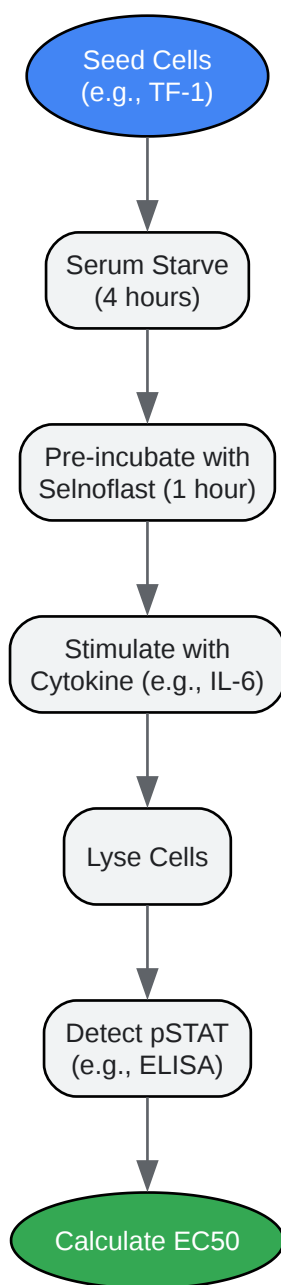 Seed Cells
(e.g., TF-1)
Serum Starve
(4 hours)
Pre-incubate with
Selnoflast (1 hour)
Stimulate with
Cytokine (e.g., IL-6)
Lyse Cells
Detect pSTAT
(e.g., ELISA)
Calculate EC50